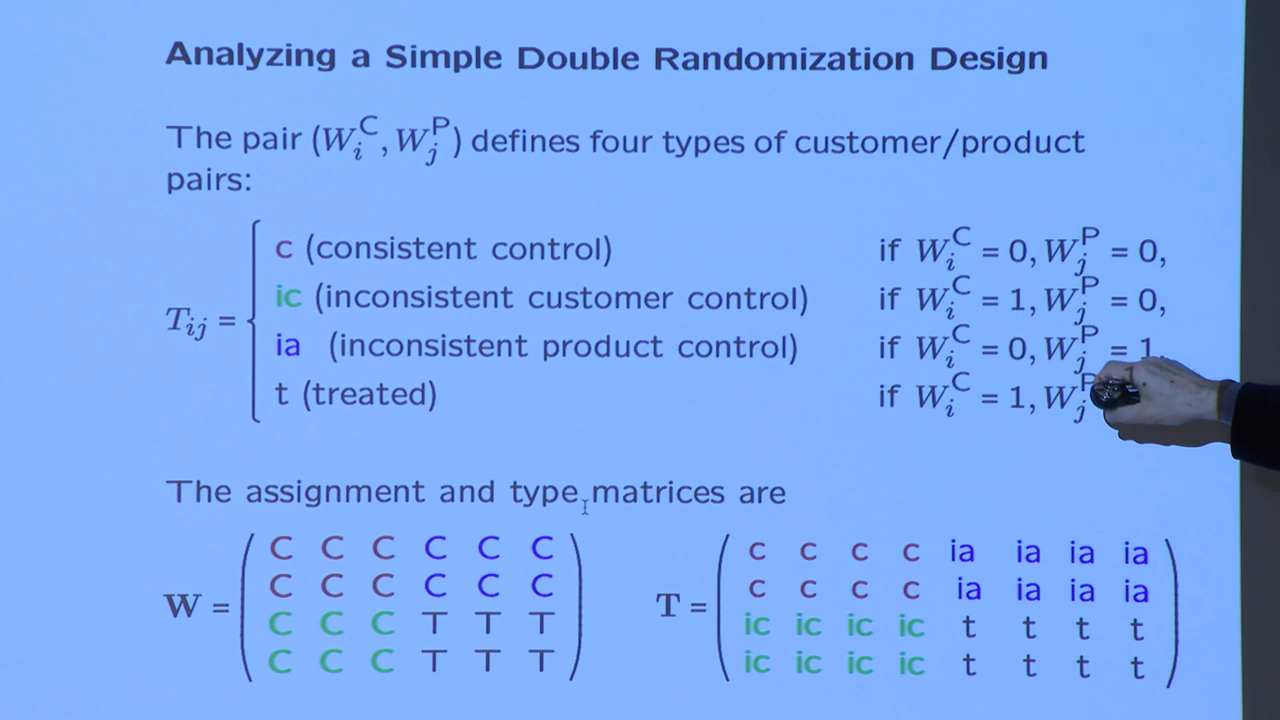 Analyzing a Simple Double Randomization Design
The pair (W_i^C, W_j^P) defines four types of customer/product
pairs:
T_ij = {
c (consistent control) if W_i^C = 0, W_j^P = 0,
ic (inconsistent customer control) if W_i^C = 1, W_j^P = 0,
ia (inconsistent product control) if W_i^C = 0, W_j^P = 1
t (treated) if W_i^C = 1, W_j^P
The assignment and type matrices are
W = ( C C C C C C
C C C C C C
C C C T T T
C C C T T T )
T = ( c c c c ia ia ia ia
c c c c ia ia ia ia
ic ic ic ic t t t t
ic ic ic ic t t t t )